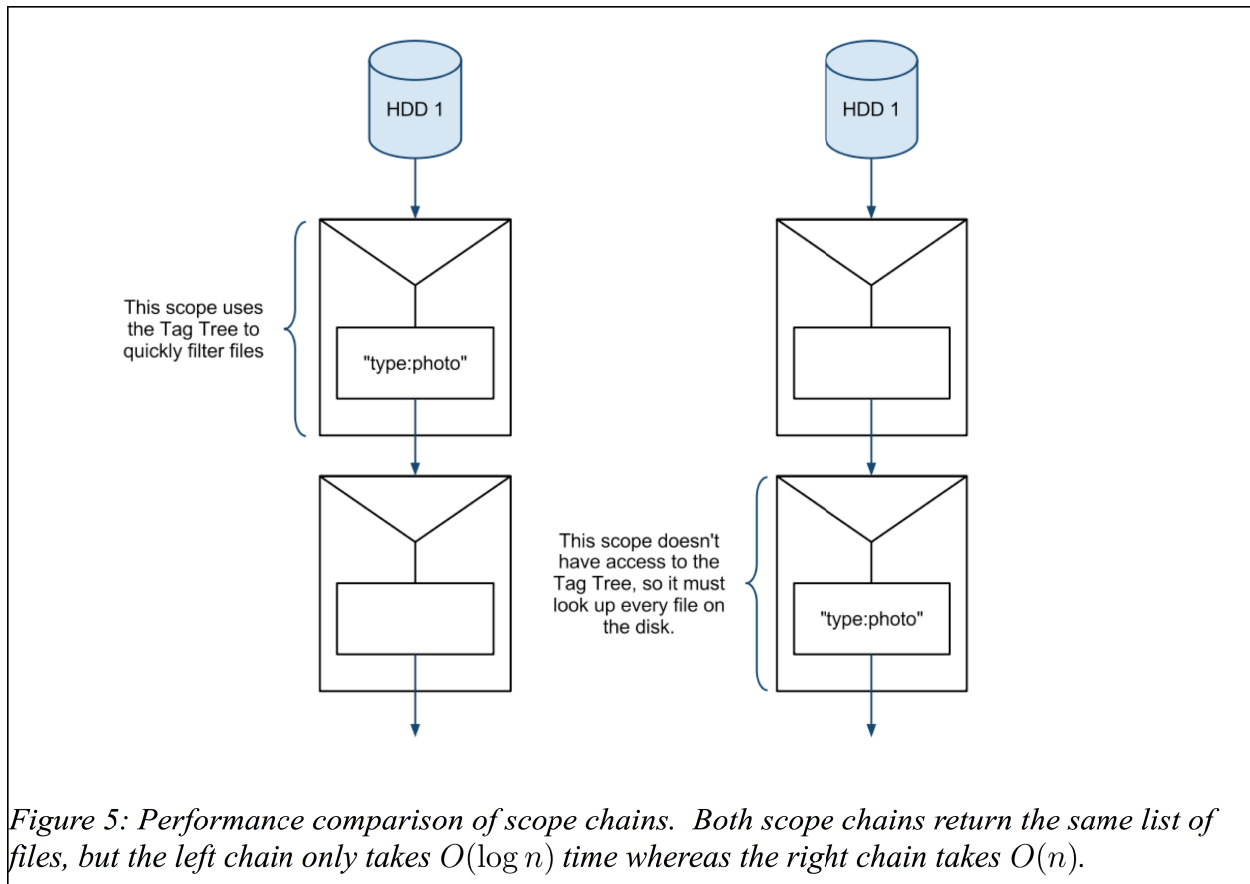 HDD 1
HDD 1
This scope uses
the Tag Tree to
quickly filter files
"type:photo"
This scope doesn't
have access to the
Tag Tree, so it must
look up every file on
the disk.
"type:photo"
Figure 5: Performance comparison of scope chains. Both scope chains return the same list of
files, but the left chain only takes O(log n) time whereas the right chain takes O(n).